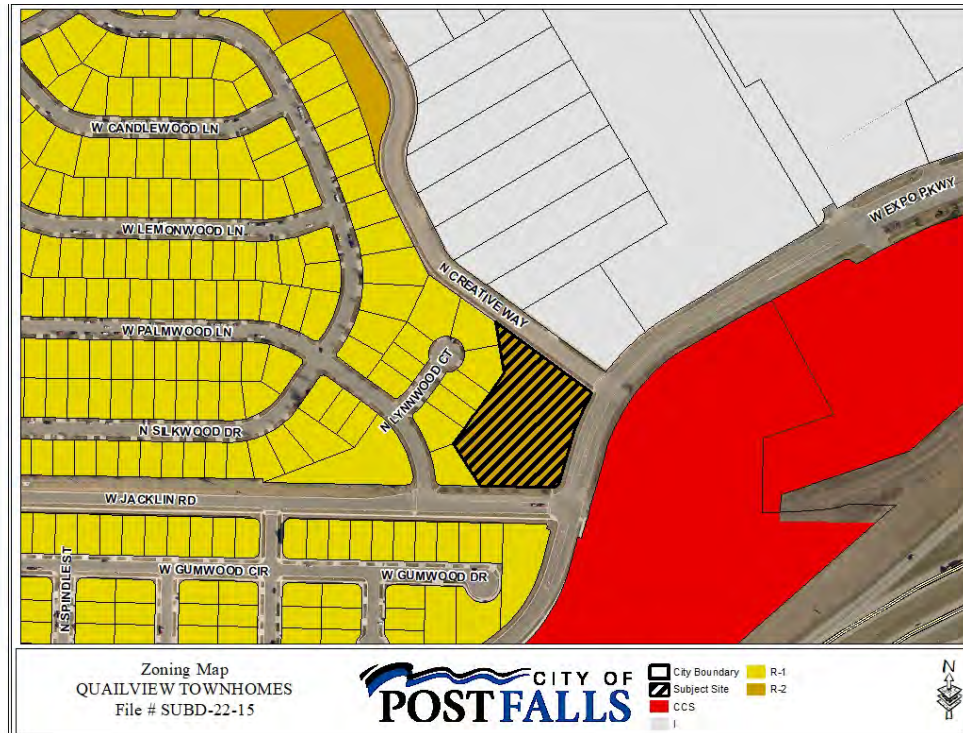 W CANDLEWOOD LN
W EXPO PKWY
W LEMONWOOD LN
N CREATIVE WAY
W PALMWOOD LN
N LYNNWOOD CT
N SILKWOOD DR
W JACKLIN RD
W GUMWOOD CIR
W GUMWOOD DR
N SPINDLE ST
Zoning Map
QUAILVIEW TOWNHOMES
File # SUBD-22-15
CITY OF
POST FALLS
City Boundary
Subject Site
CCS
I
R-1
R-2
N